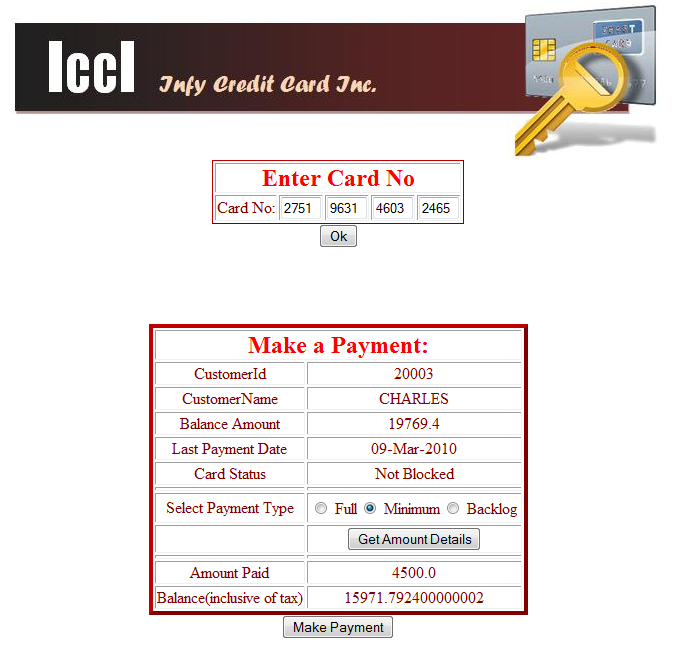 IccI Infy Credit Card Inc.
SMART
CARD
Enter Card No
Card No: 2751 9631 4603 2465
Ok
Make a Payment:
CustomerId 20003
CustomerName CHARLES
Balance Amount 19769.4
Last Payment Date 09-Mar-2010
Card Status Not Blocked
Select Payment Type Full Minimum Backlog
Get Amount Details
Amount Paid 4500.0
Balance(inclusive of tax) 15971.792400000002
Make Payment